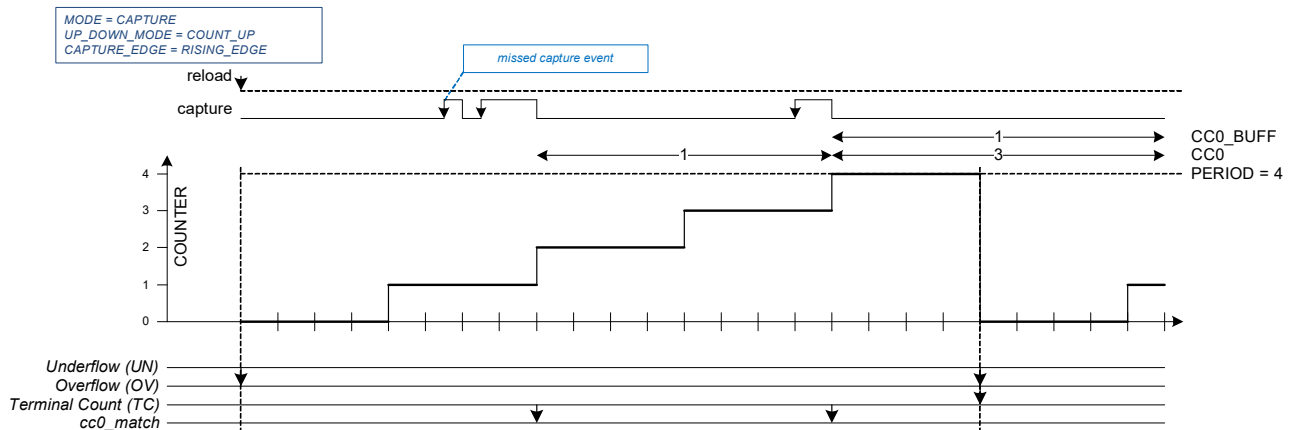 MODE = CAPTURE
UP_DOWN_MODE = COUNT_UP
CAPTURE_EDGE = RISING_EDGE
missed capture event
reload
capture
1 CC0_BUFF
1 3 CC0
4 PERIOD = 4
3
COUNTER
2
1
0
Underflow (UN)
Overflow (OV)
Terminal Count (TC)
cc0_match